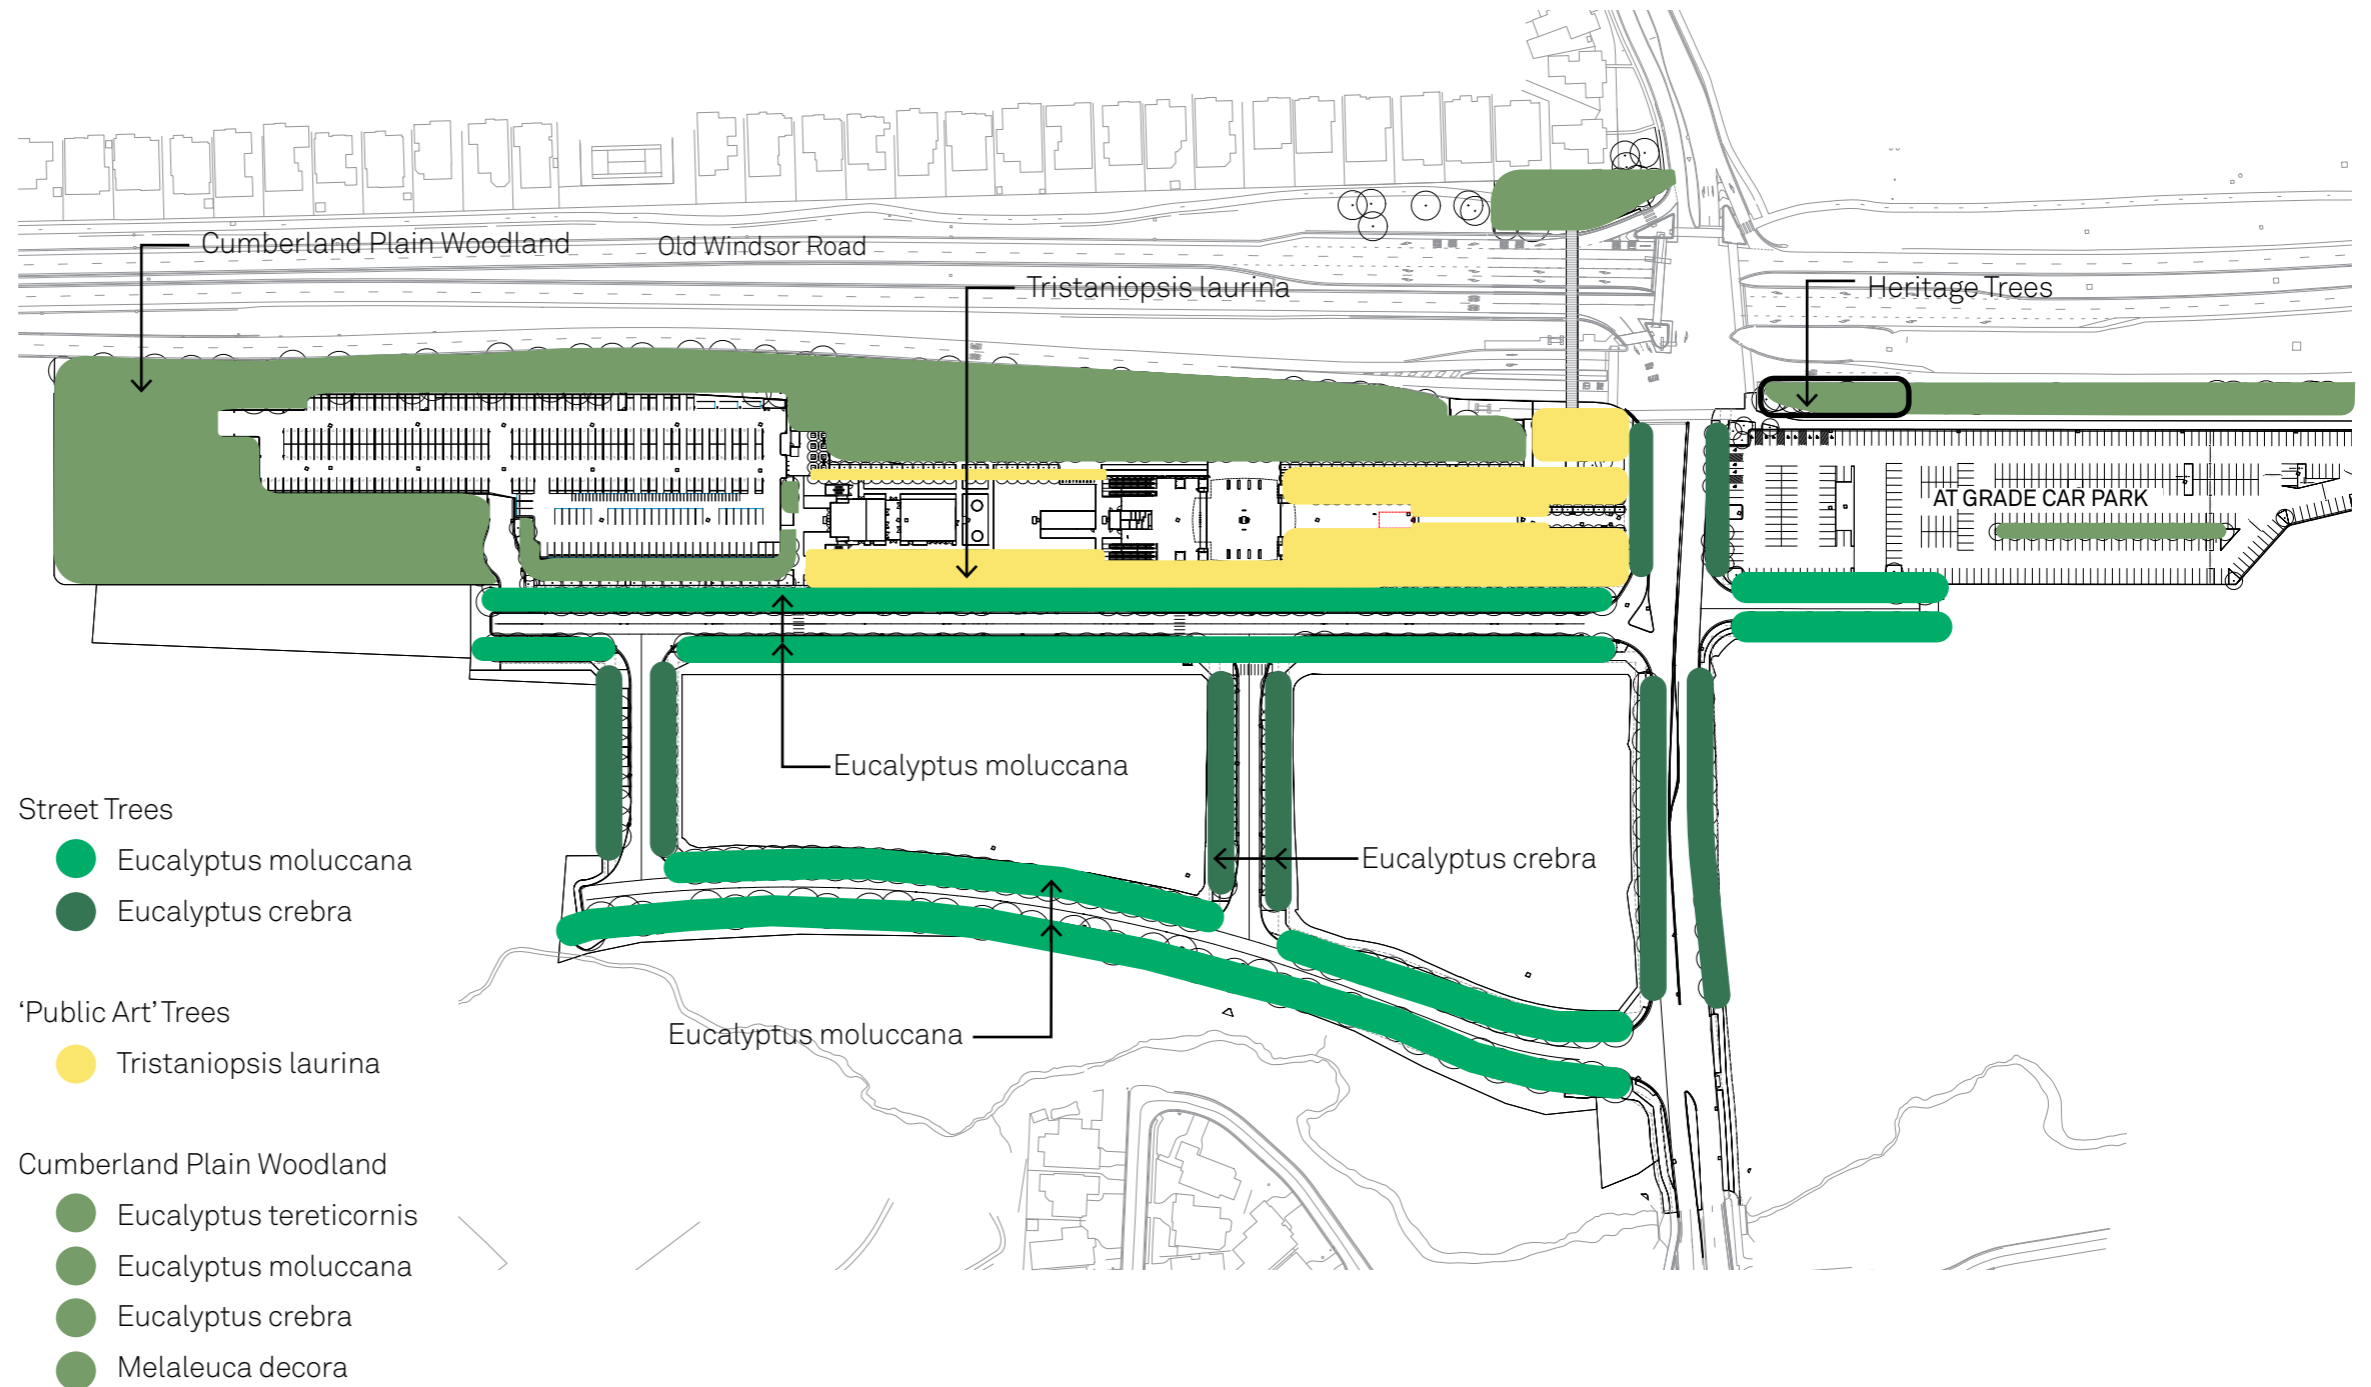 Cumberland Plain Woodland
Old Windsor Road
Tristaniopsis laurina
Heritage Trees
AT GRADE CAR PARK
Eucalyptus moluccana
Eucalyptus crebra
Eucalyptus moluccana
Street Trees
Eucalyptus moluccana
Eucalyptus crebra
‘Public Art’ Trees
Tristaniopsis laurina
Cumberland Plain Woodland
Eucalyptus tereticornis
Eucalyptus moluccana
Eucalyptus crebra
Melaleuca decora